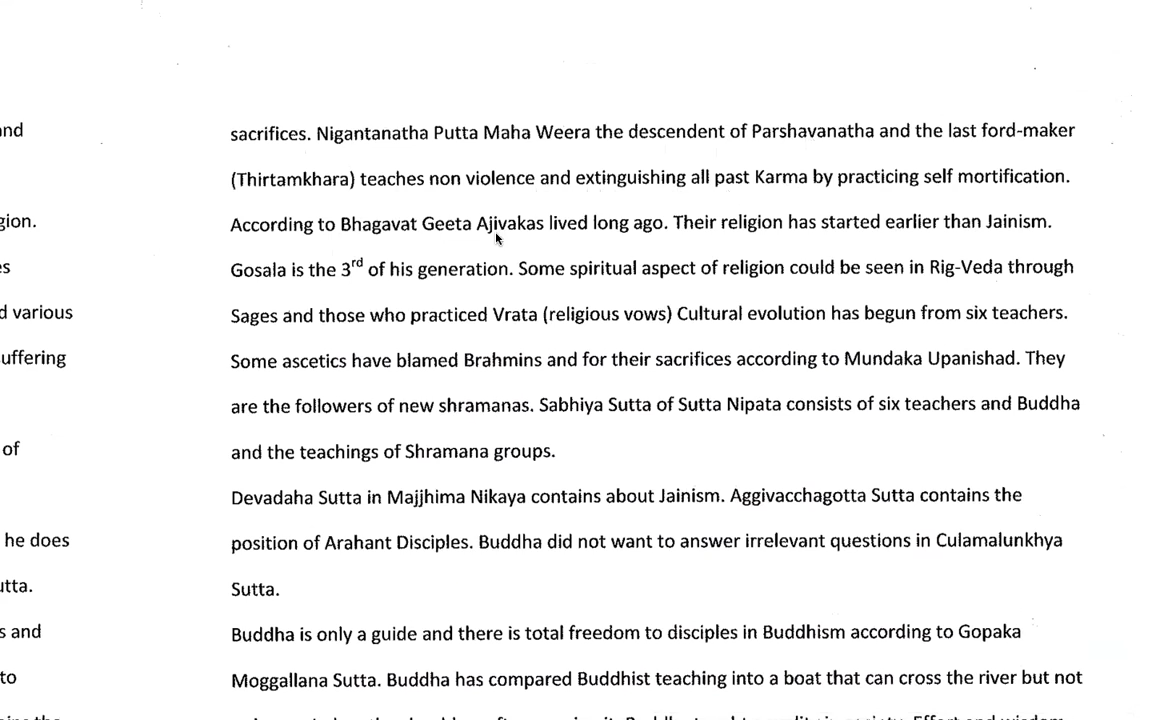 and
gion.
es
d various
uffering
of
he does
utta.
s and
to
sacrifices. Nigantanatha Putta Maha Weera the descendent of Parshavanatha and the last ford-maker
(Thirtamkhara) teaches non violence and extinguishing all past Karma by practicing self mortification.
According to Bhagavat Geeta Ajivakas lived long ago. Their religion has started earlier than Jainism.
Gosala is the 3rd of his generation. Some spiritual aspect of religion could be seen in Rig-Veda through
Sages and those who practiced Vrata (religious vows) Cultural evolution has begun from six teachers.
Some ascetics have blamed Brahmins and for their sacrifices according to Mundaka Upanishad. They
are the followers of new shramanas. Sabhiya Sutta of Sutta Nipata consists of six teachers and Buddha
and the teachings of Shramana groups.
Devadaha Sutta in Majjhima Nikaya contains about Jainism. Aggivacchagotta Sutta contains the
position of Arahant Disciples. Buddha did not want to answer irrelevant questions in Culamalunkhya
Sutta.
Buddha is only a guide and there is total freedom to disciples in Buddhism according to Gopaka
Moggallana Sutta. Buddha has compared Buddhist teaching into a boat that can cross the river but not